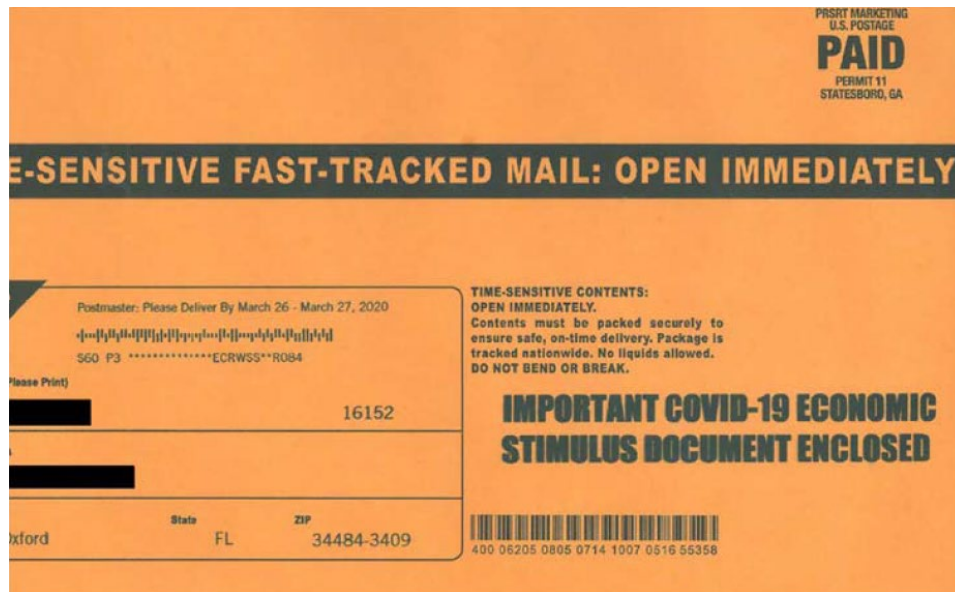 PRSRT MARKETING
U.S. POSTAGE
PAID
PERMIT 11
STATESBORO, GA
E-SENSITIVE FAST-TRACKED MAIL: OPEN IMMEDIATELY
Postmaster: Please Deliver By March 26 - March 27, 2020
S60 P3 **************ECRWSS**R084
Please Print)
16152
State ZIP
Oxford FL 34484-3409
TIME-SENSITIVE CONTENTS:
OPEN IMMEDIATELY.
Contents must be packed securely to
ensure safe, on-time delivery. Package is
tracked nationwide. No liquids allowed.
DO NOT BEND OR BREAK.
IMPORTANT COVID-19 ECONOMIC
STIMULUS DOCUMENT ENCLOSED
400 06205 0805 0714 1007 0516 55358